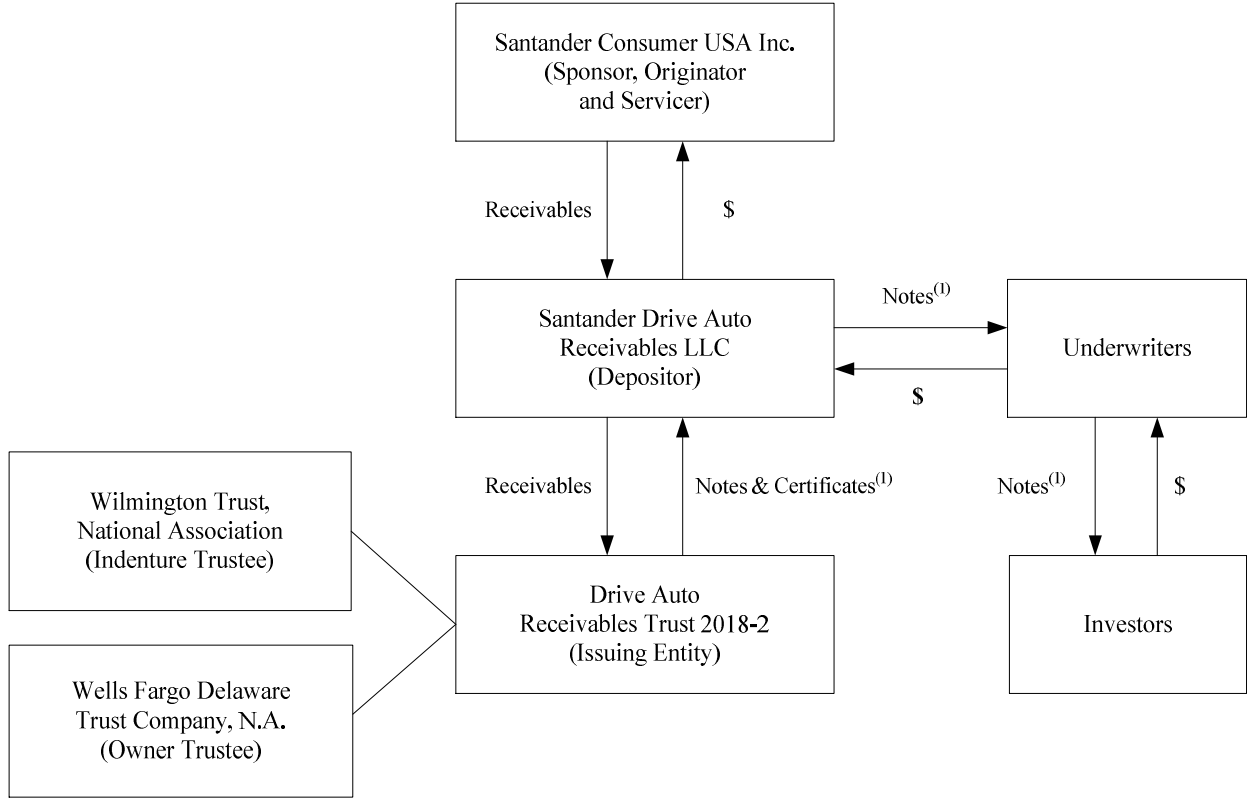 Santander Consumer USA Inc.
(Sponsor, Originator
and Servicer)
Receivables
$
Santander Drive Auto
Receivables LLC
(Depositor)
Notes(1)
$
Underwriters
Receivables
Notes & Certificates(1)
Notes(1)
$
Wilmington Trust,
National Association
(Indenture Trustee)
Drive Auto
Receivables Trust 2018-2
(Issuing Entity)
Investors
Wells Fargo Delaware
Trust Company, N.A.
(Owner Trustee)